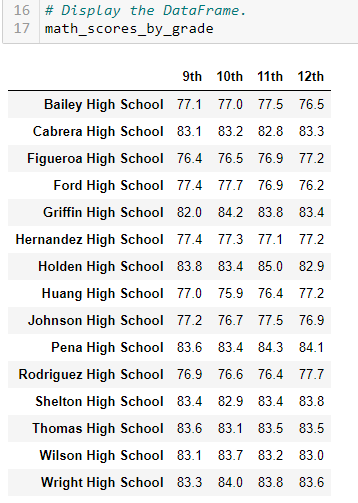 16 # Display the DataFrame.
17 math_scores_by_grade
9th 10th 11th 12th
Bailey High School 77.1 77.0 77.5 76.5
Cabrera High School 83.1 83.2 82.8 83.3
Figueroa High School 76.4 76.5 76.9 77.2
Ford High School 77.4 77.7 76.9 76.2
Griffin High School 82.0 84.2 83.8 83.4
Hernandez High School 77.4 77.3 77.1 77.2
Holden High School 83.8 83.4 85.0 82.9
Huang High School 77.0 75.9 76.4 77.2
Johnson High School 77.2 76.7 77.5 76.9
Pena High School 83.6 83.4 84.3 84.1
Rodriguez High School 76.9 76.6 76.4 77.7
Shelton High School 83.4 82.9 83.4 83.8
Thomas High School 83.6 83.1 83.5 83.5
Wilson High School 83.1 83.7 83.2 83.0
Wright High School 83.3 84.0 83.8 83.6